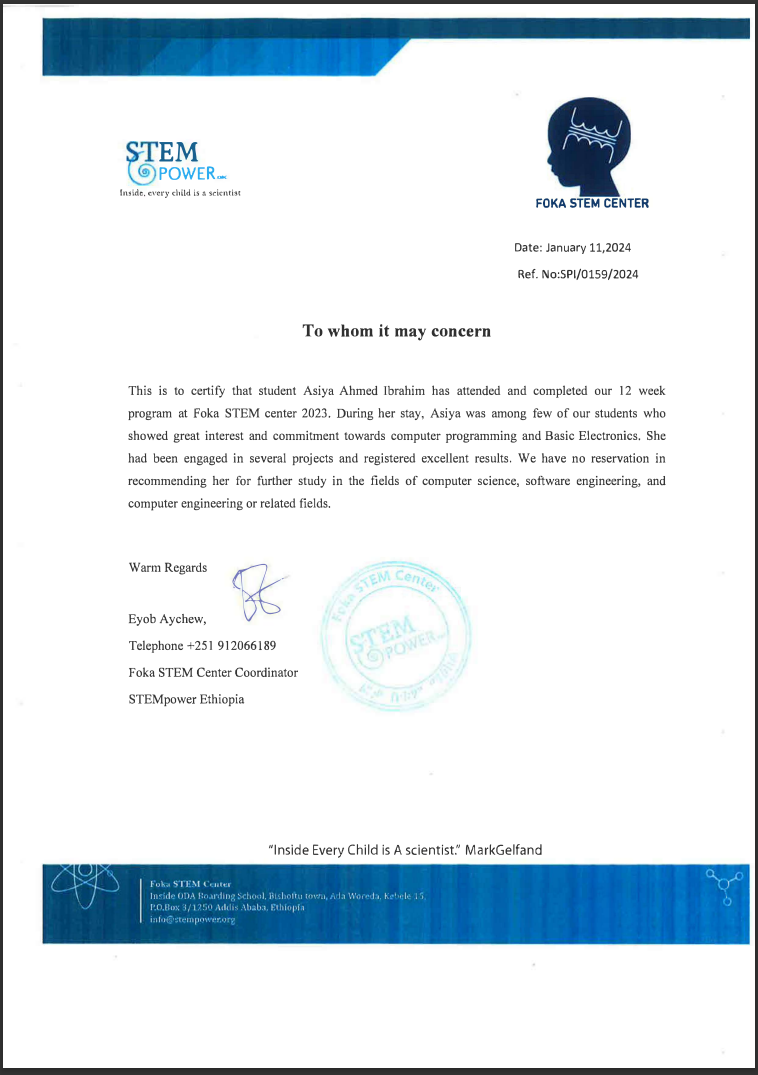 STEM
POWER
Inside, every child is a scientist
FOKA STEM CENTER
Date: January 11,2024
Ref. No:SPI/0159/2024
To whom it may concern
This is to certify that student Asiya Ahmed Ibrahim has attended and completed our 12 week
program at Foka STEM center 2023. During her stay, Asiya was among few of our students who
showed great interest and commitment towards computer programming and Basic Electronics. She
had been engaged in several projects and registered excellent results. We have no reservation in
recommending her for further study in the fields of computer science, software engineering, and
computer engineering or related fields.
Warm Regards
Eyob Aychew,
Telephone +251 912066189
Foka STEM Center Coordinator
STEMpower Ethiopia
Foka STEM Center
STEM
POWER
“Inside Every Child is A scientist.” MarkGelfand
Foka STEM Center
Inside ODA Boarding School, Bishoftu town, Ada Woreda, Kebele 15,
P.O.Box 3/1250 Addis Ababa, Ethiopia
info@stempower.org